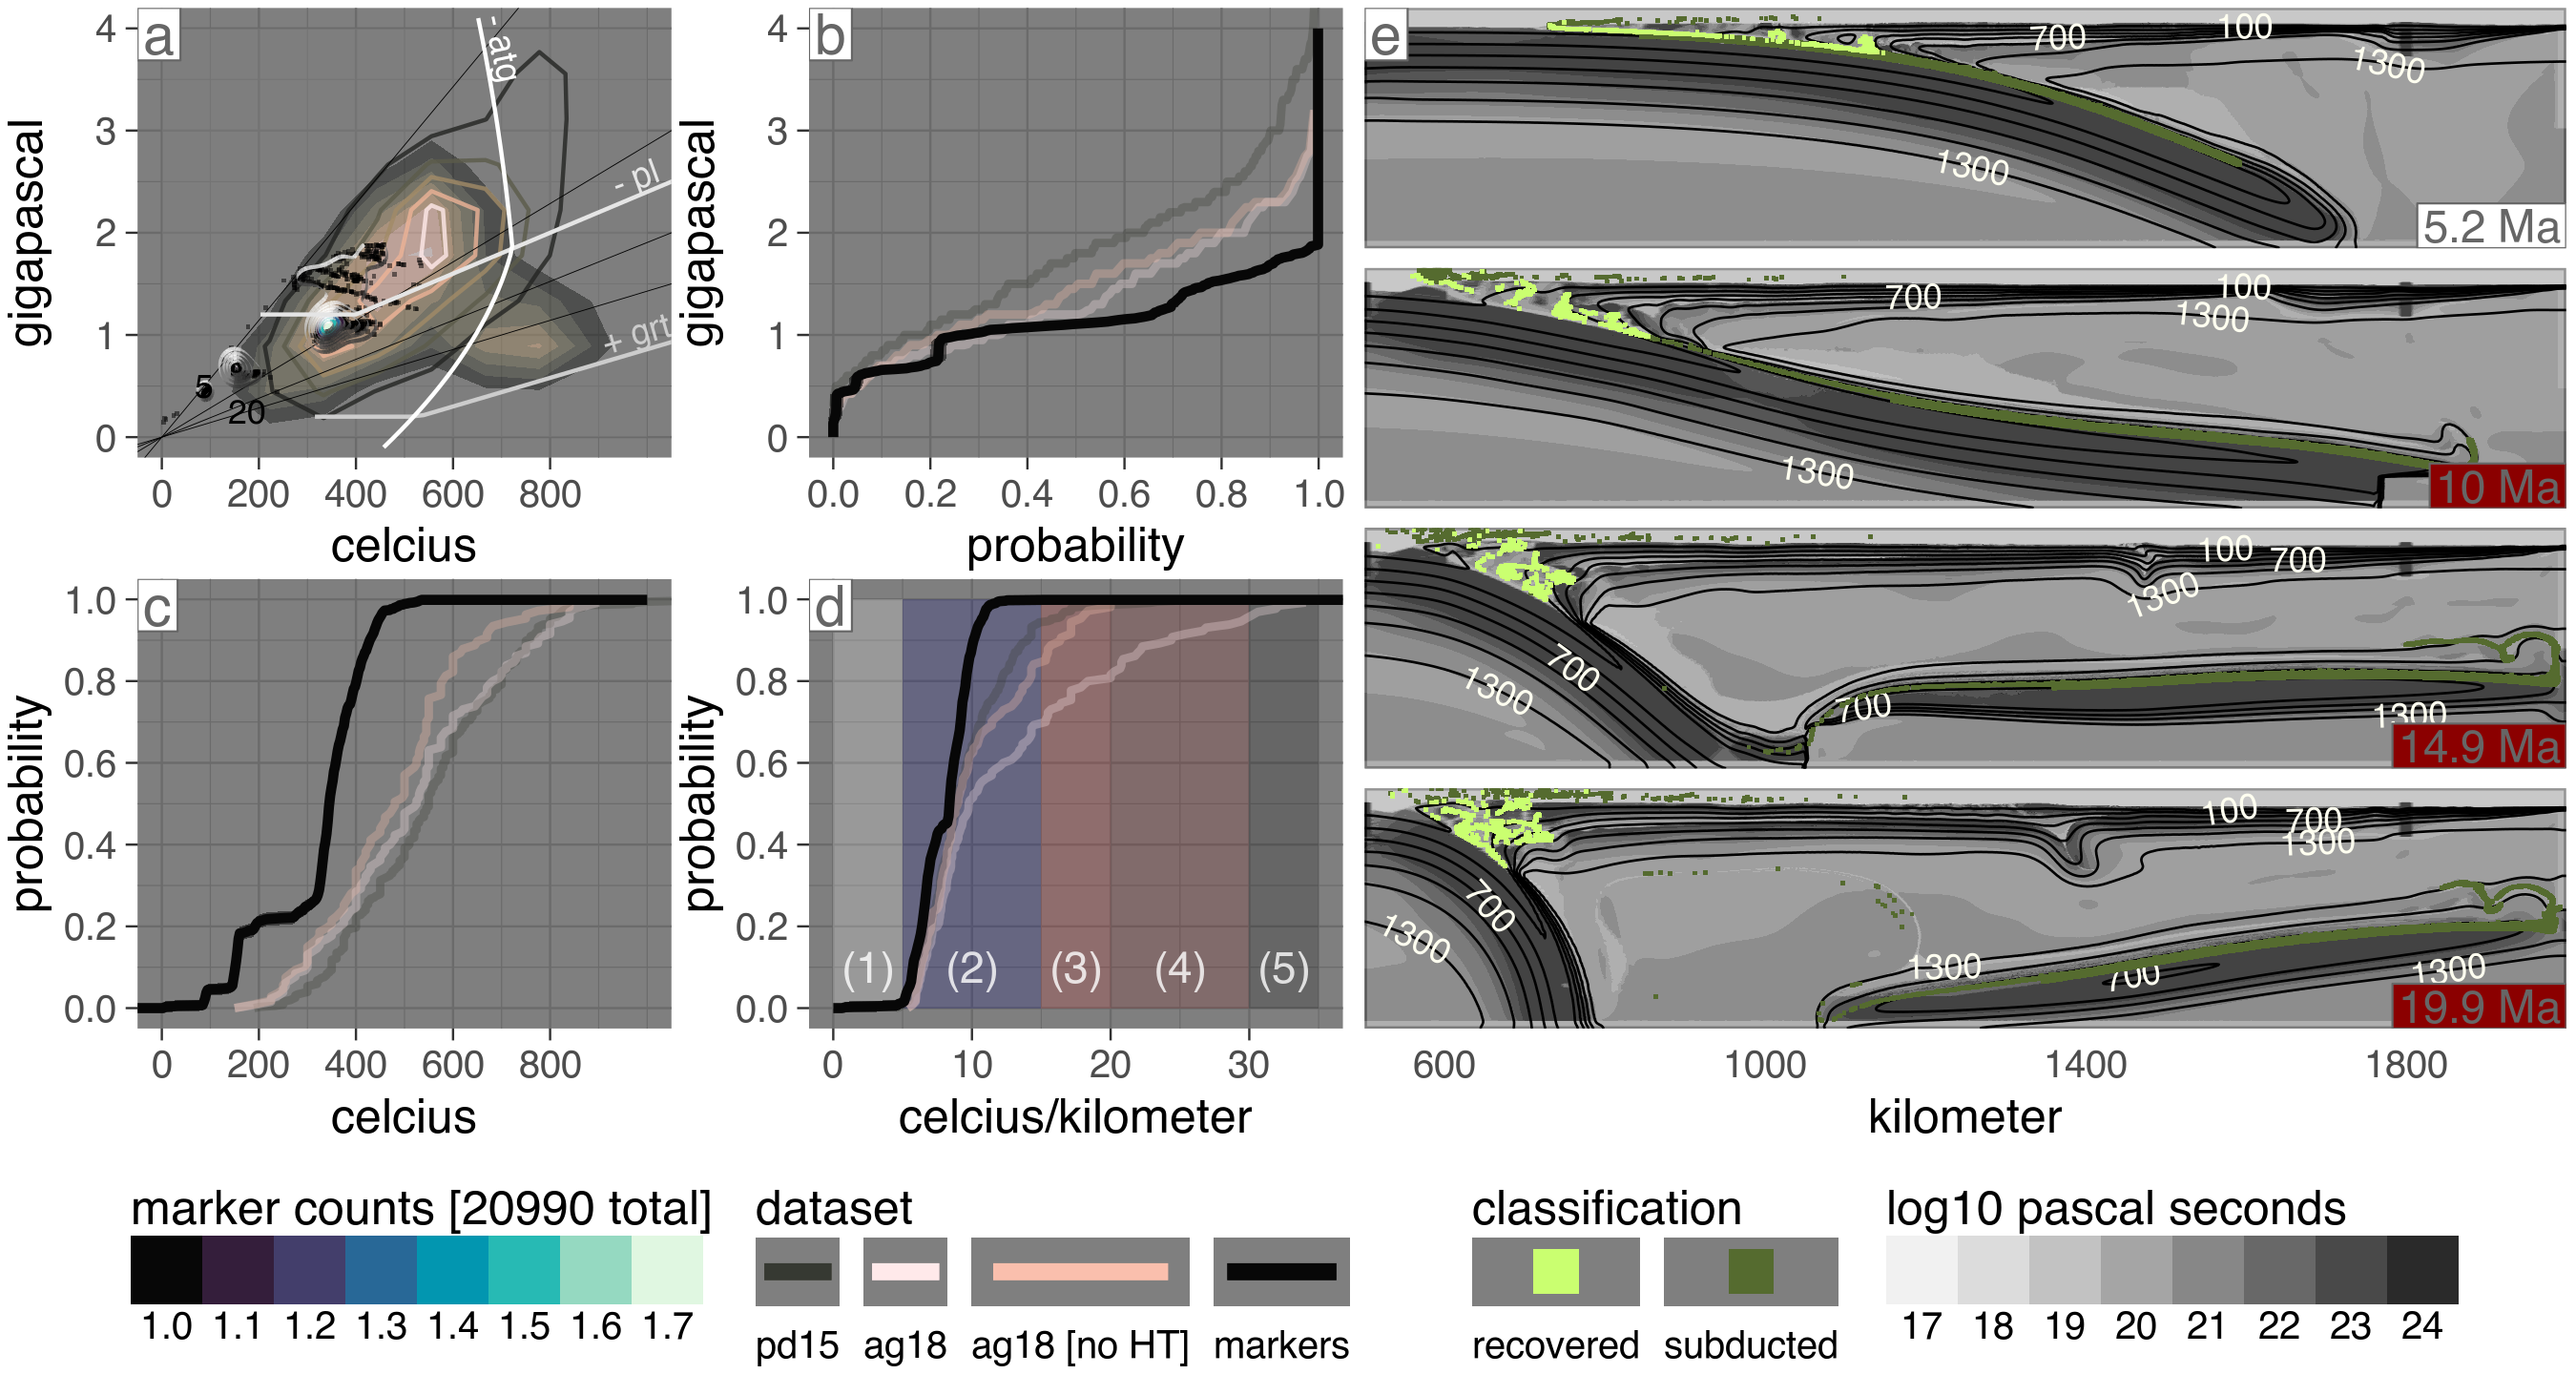 a
4
3
2
1
0
gigapascal
- atg
- pl
+ grt
5
20
0 200 400 600 800
celcius
b
4
3
2
1
0
gigapascal
0.0 0.2 0.4 0.6 0.8 1.0
probability
c
1.0
0.8
0.6
0.4
0.2
0.0
probability
0 200 400 600 800
celcius
d
1.0
0.8
0.6
0.4
0.2
0.0
probability
(1) (2) (3) (4) (5)
0 10 20 30
celcius/kilometer
e
700 100
1300
1300
5.2 Ma
100
700
1300
1300
10 Ma
100 700
1300
700
1300
700
1300
14.9 Ma
100
700
1300
700
1300
1300
700
1300
19.9 Ma
600 1000 1400 1800
kilometer
marker counts [20990 total]
1.0 1.1 1.2 1.3 1.4 1.5 1.6 1.7
dataset
pd15 ag18 ag18 [no HT] markers
classification
recovered subducted
log10 pascal seconds
17 18 19 20 21 22 23 24